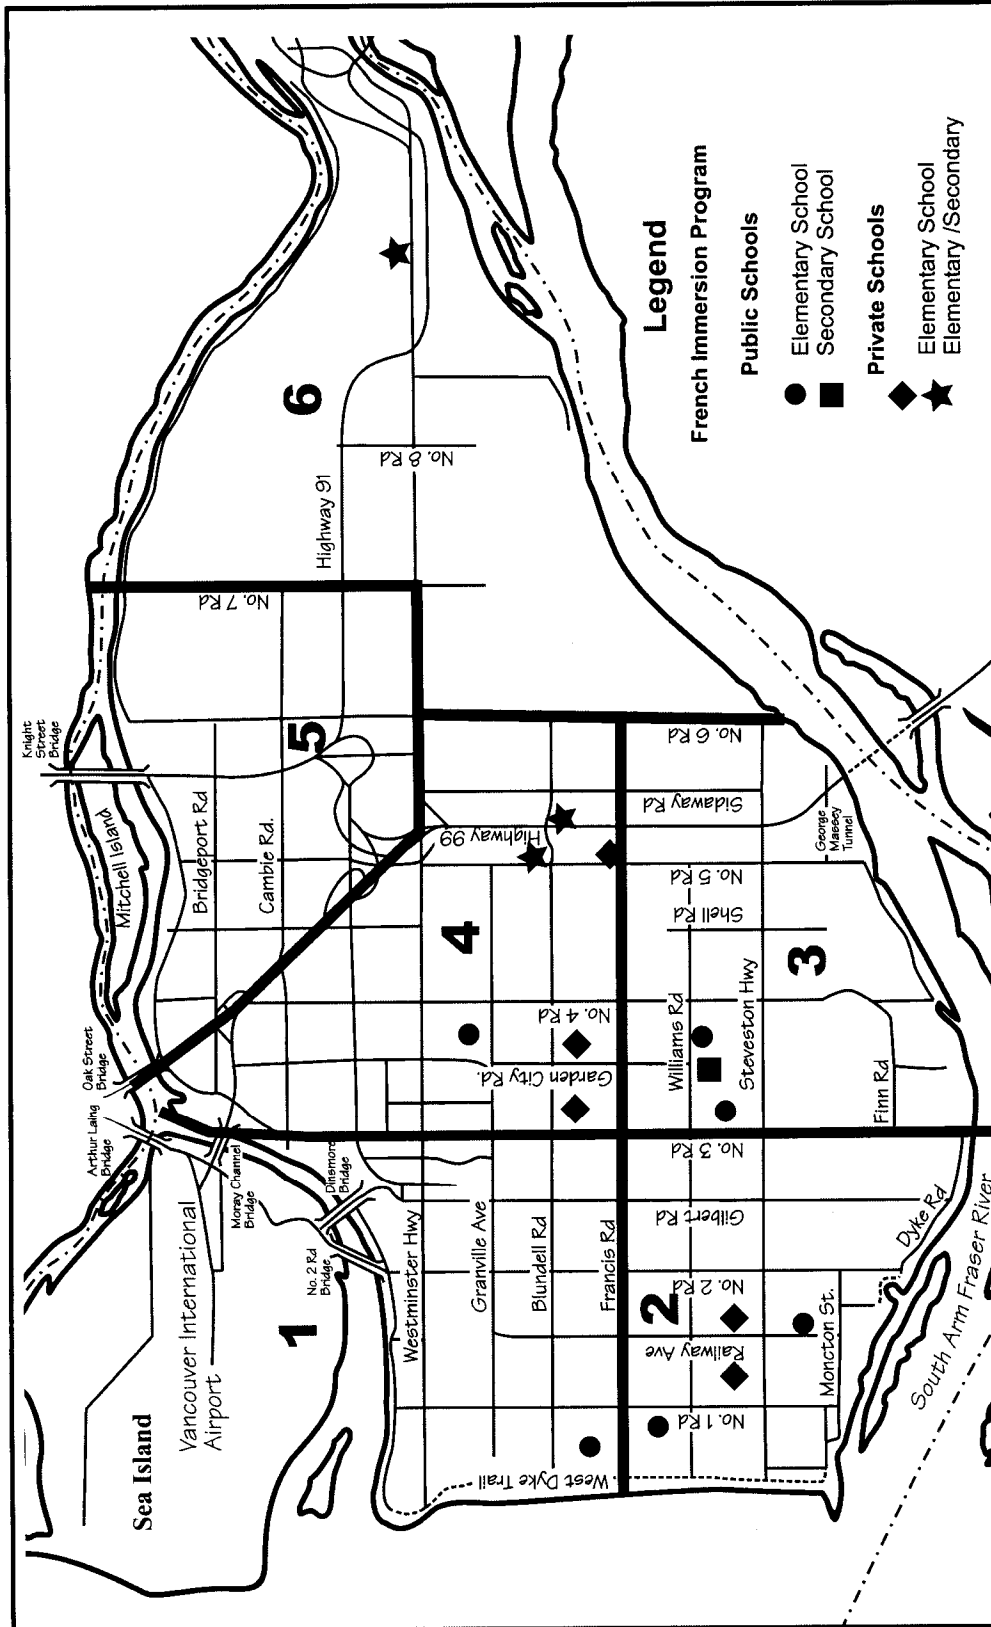 Knight
Street
Bridge
Mitchell Island
Oak Street
Bridge
Arthur Laing
Bridge
Moray Channel
Bridge
Dinsmore
Bridge
No. 2 Rd
Bridge
Sea Island
Vancouver International
Airport
1
2
3
4
5
6
Bridgeport Rd
Cambie Rd.
Highway 91
Highway 99
Westminster Hwy
Granville Ave
Blundell Rd
Francis Rd
Williams Rd
Steveston Hwy
Moncton St.
Finn Rd
Dyke Rd
West Dyke Trail
No. 1 Rd
Railway Ave
No. 2 Rd
Gilbert Rd
No. 3 Rd
Garden City Rd.
No. 4 Rd
Shell Rd
No. 5 Rd
Sidaway Rd
No. 6 Rd
No. 7 Rd
No. 8 Rd
George
Massey
Tunnel
South Arm Fraser River
Legend
French Immersion Program
Public Schools
Elementary School
Secondary School
Private Schools
Elementary School
Elementary /Secondary